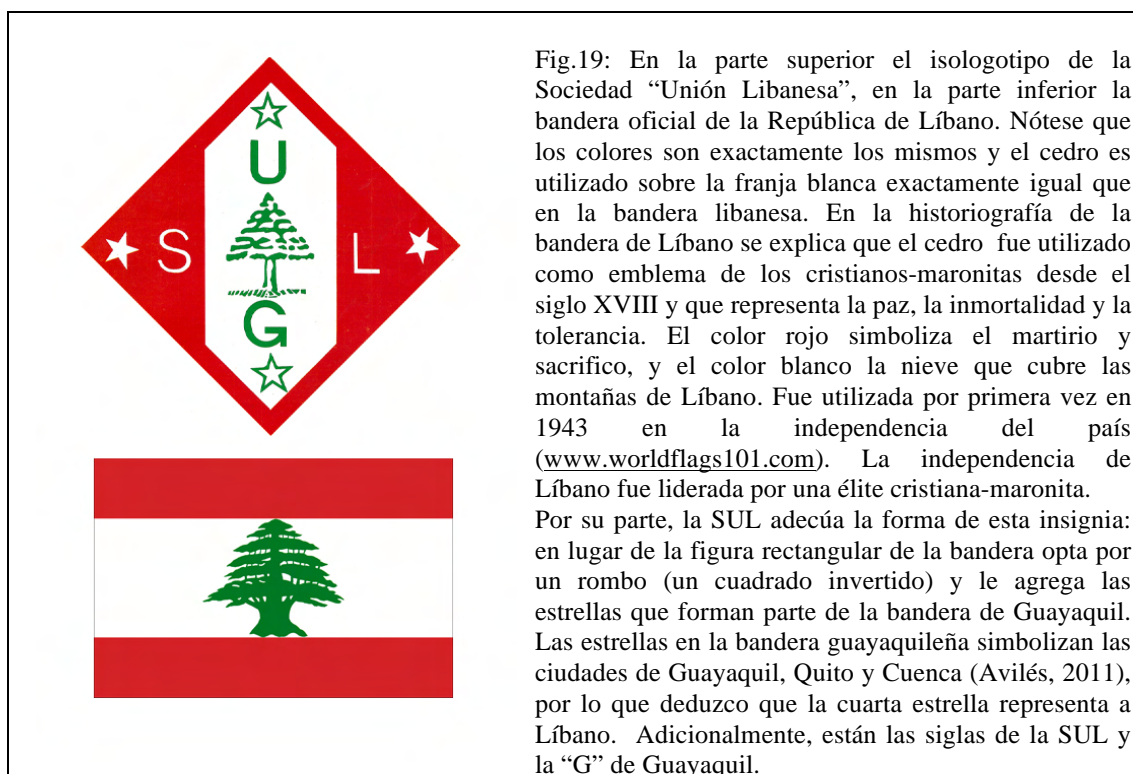 U
S L
G
Fig.19: En la parte superior el isologotipo de la
Sociedad “Unión Libanesa”, en la parte inferior la
bandera oficial de la República de Líbano. Nótese que
los colores son exactamente los mismos y el cedro es
utilizado sobre la franja blanca exactamente igual que
en la bandera libanesa. En la historiografía de la
bandera de Líbano se explica que el cedro fue utilizado
como emblema de los cristianos-maronitas desde el
siglo XVIII y que representa la paz, la inmortalidad y la
tolerancia. El color rojo simboliza el martirio y
sacrifico, y el color blanco la nieve que cubre las
montañas de Líbano. Fue utilizada por primera vez en
1943 en la independencia del país
(www.worldflags101.com). La independencia de
Líbano fue liderada por una élite cristiana-maronita.
Por su parte, la SUL adecúa la forma de esta insignia:
en lugar de la figura rectangular de la bandera opta por
un rombo (un cuadrado invertido) y le agrega las
estrellas que forman parte de la bandera de Guayaquil.
Las estrellas en la bandera guayaquileña simbolizan las
ciudades de Guayaquil, Quito y Cuenca (Avilés, 2011),
por lo que deduzco que la cuarta estrella representa a
Líbano. Adicionalmente, están las siglas de la SUL y
la “G” de Guayaquil.